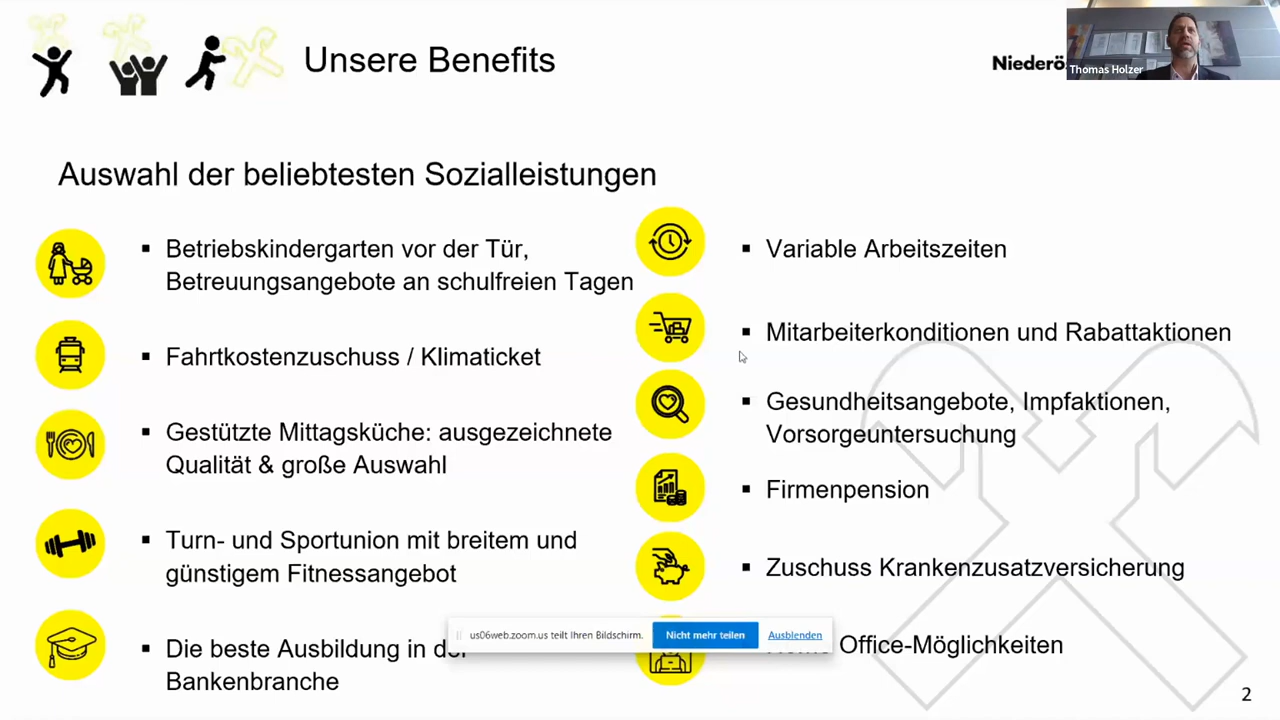 Unsere Benefits
Niederö
Thomas Holzer
Auswahl der beliebtesten Sozialleistungen
▪ Betriebskindergarten vor der Tür,
Betreuungsangebote an schulfreien Tagen
▪ Fahrtkostenzuschuss / Klimaticket
▪ Gestützte Mittagsküche: ausgezeichnete
Qualität & große Auswahl
▪ Turn- und Sportunion mit breitem und
günstigem Fitnessangebot
▪ Die beste Ausbildung in der
Bankenbranche
▪ Variable Arbeitszeiten
▪ Mitarbeiterkonditionen und Rabattaktionen
▪ Gesundheitsangebote, Impfaktionen,
Vorsorgeuntersuchung
▪ Firmenpension
▪ Zuschuss Krankenzusatzversicherung
Home Office-Möglichkeiten
us06web.zoom.us teilt Ihren Bildschirm.
Nicht mehr teilen
Ausblenden
2